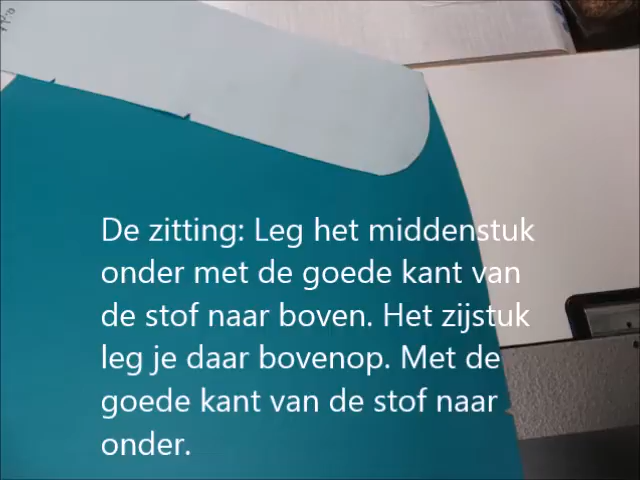 De zitting: Leg het middenstuk
onder met de goede kant van
de stof naar boven. Het zijstuk
leg je daar bovenop. Met de
goede kant van de stof naar
onder.